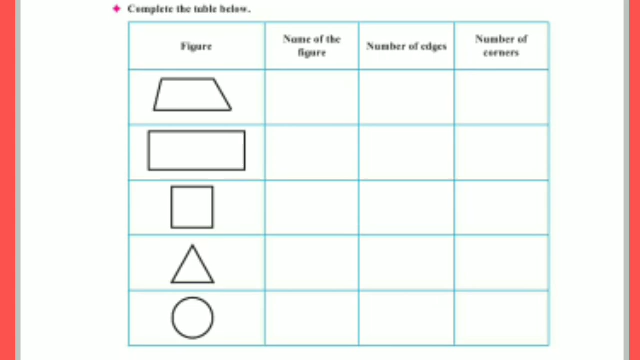 Complete the table below.
Figure
Name of the
figure
Number of edges
Number of
corners